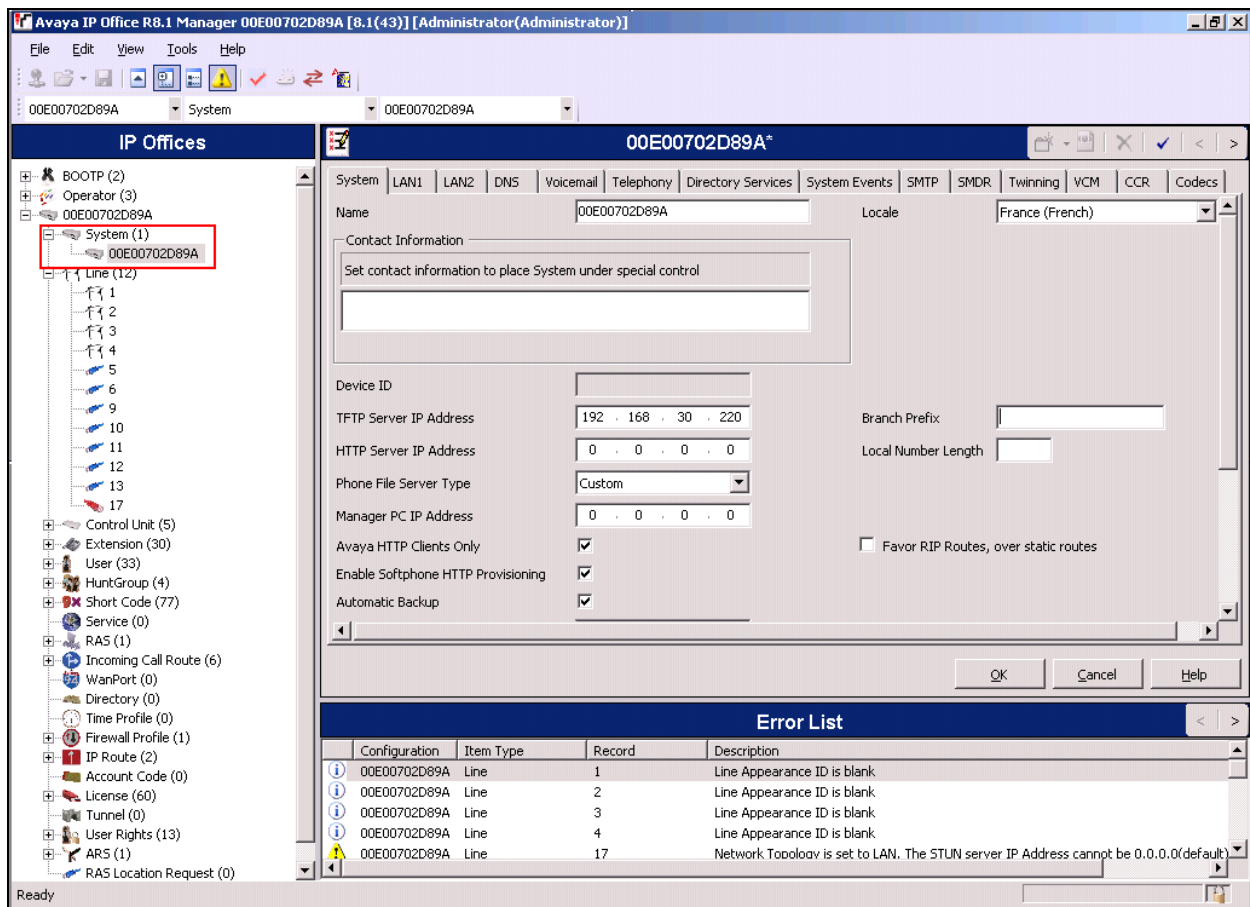 Avaya IP Office R8.1 Manager 00E00702D89A [8.1(43)] [Administrator(Administrator)]
File Edit View Tools Help
00E00702D89A System 00E00702D89A
IP Offices
BOOTP (2)
Operator (3)
00E00702D89A
System (1)
00E00702D89A
Line (12)
1
2
3
4
5
6
9
10
11
12
13
17
Control Unit (5)
Extension (30)
User (33)
HuntGroup (4)
Short Code (77)
Service (0)
RAS (1)
Incoming Call Route (6)
WanPort (0)
Directory (0)
Time Profile (0)
Firewall Profile (1)
IP Route (2)
Account Code (0)
License (60)
Tunnel (0)
User Rights (13)
ARS (1)
RAS Location Request (0)
00E00702D89A*
System LAN1 LAN2 DNS Voicemail Telephony Directory Services System Events SMTP SMDR Twinning VCM CCR Codecs
Name 00E00702D89A Locale France (French)
Contact Information
Set contact information to place System under special control
Device ID
TFTP Server IP Address 192 . 168 . 30 . 220 Branch Prefix
HTTP Server IP Address 0 . 0 . 0 . 0 Local Number Length
Phone File Server Type Custom
Manager PC IP Address 0 . 0 . 0 . 0
Avaya HTTP Clients Only Favor RIP Routes, over static routes
Enable Softphone HTTP Provisioning
Automatic Backup
OK Cancel Help
Error List
Configuration Item Type Record Description
00E00702D89A Line 1 Line Appearance ID is blank
00E00702D89A Line 2 Line Appearance ID is blank
00E00702D89A Line 3 Line Appearance ID is blank
00E00702D89A Line 4 Line Appearance ID is blank
00E00702D89A Line 17 Network Topology is set to LAN. The STUN server IP Address cannot be 0.0.0.0(default)
Ready